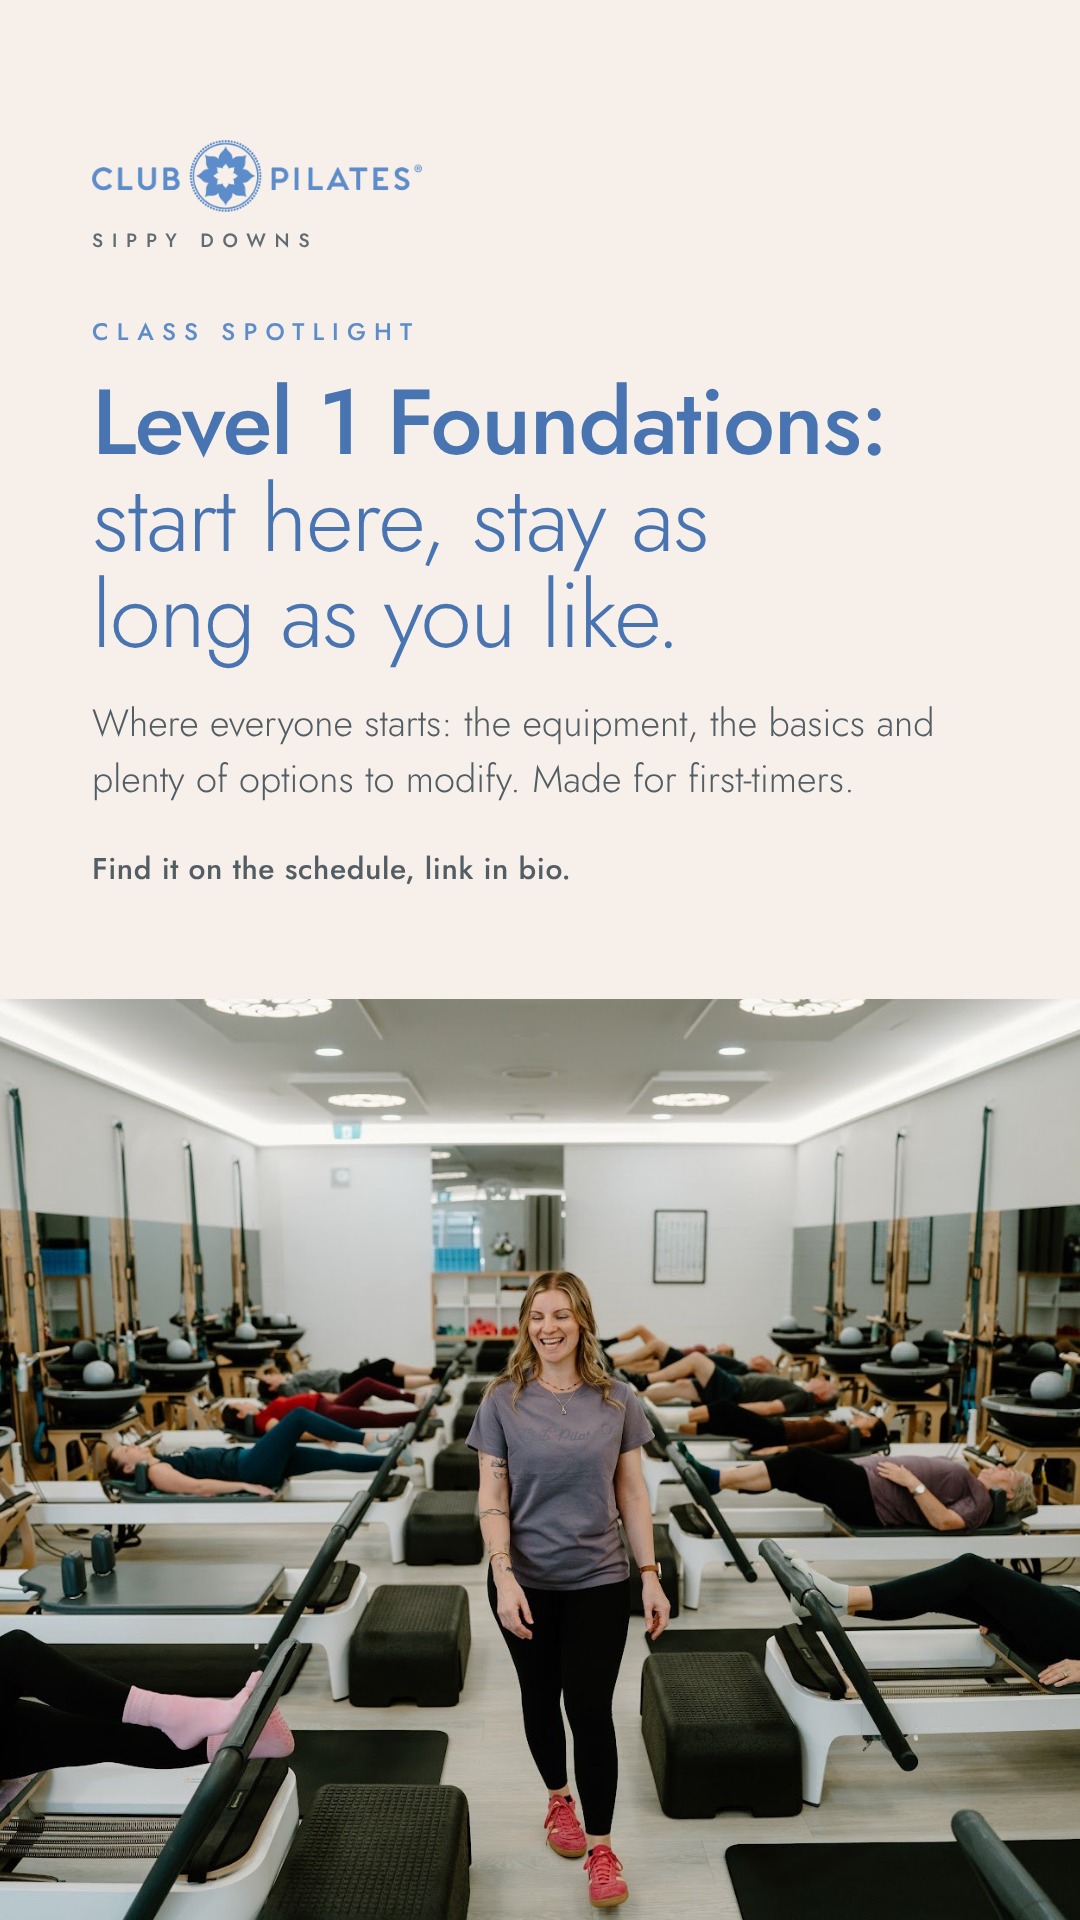 CLUB PILATES®
SIPPY DOWNS
CLASS SPOTLIGHT
Level 1 Foundations:
start here, stay as
long as you like.
Where everyone starts: the equipment, the basics and
plenty of options to modify. Made for first-timers.
Find it on the schedule, link in bio.